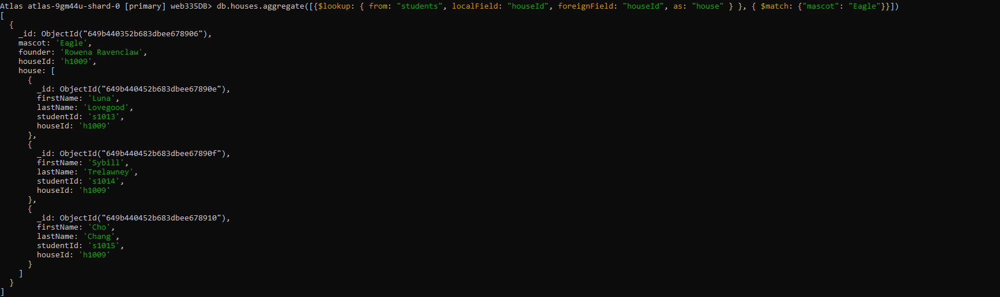 Atlas atlas-9gm44u-shard-0 [primary] web335DB> db.houses.aggregate([{$lookup: { from: "students", localField: "houseId", foreignField: "houseId", as: "house" } }, { $match: {"mascot": "Eagle"}}])
[
  {
    _id: ObjectId("649b440352b683dbee678906"),
    mascot: 'Eagle',
    founder: 'Rowena Ravenclaw',
    houseId: 'h1009',
    house: [
      {
        _id: ObjectId("649b440452b683dbee67890e"),
        firstName: 'Luna',
        lastName: 'Lovegood',
        studentId: 's1013',
        houseId: 'h1009'
      },
      {
        _id: ObjectId("649b440452b683dbee67890f"),
        firstName: 'Sybill',
        lastName: 'Trelawney',
        studentId: 's1014',
        houseId: 'h1009'
      },
      {
        _id: ObjectId("649b440452b683dbee678910"),
        firstName: 'Cho',
        lastName: 'Chang',
        studentId: 's1015',
        houseId: 'h1009'
      }
    ]
  }
]